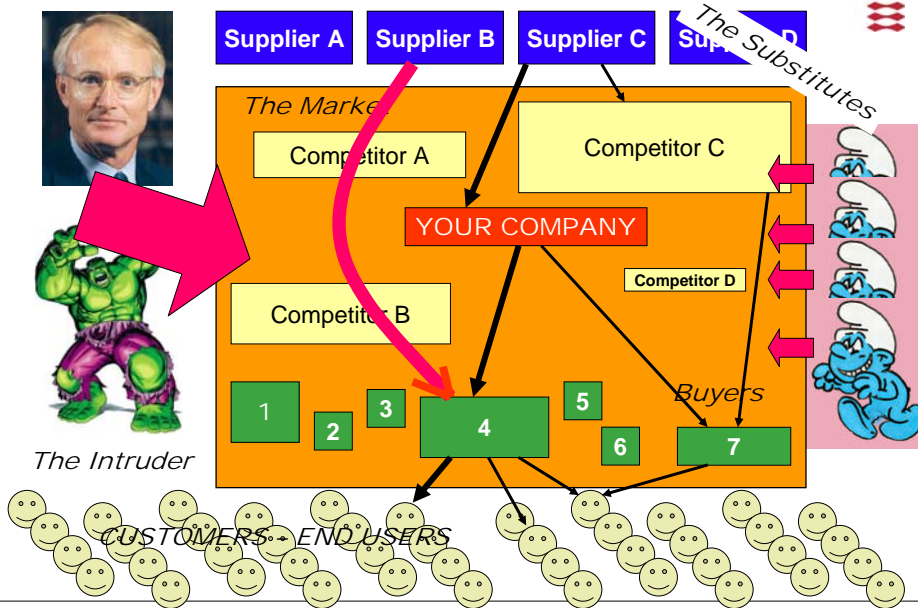 Supplier A
Supplier B
Supplier C
The Substitutes
The Market
Competitor A
Competitor C
YOUR COMPANY
Competitor D
Competitor B
Buyers
1
2
3
4
5
6
7
The Intruder
CUSTOMERS - END USERS